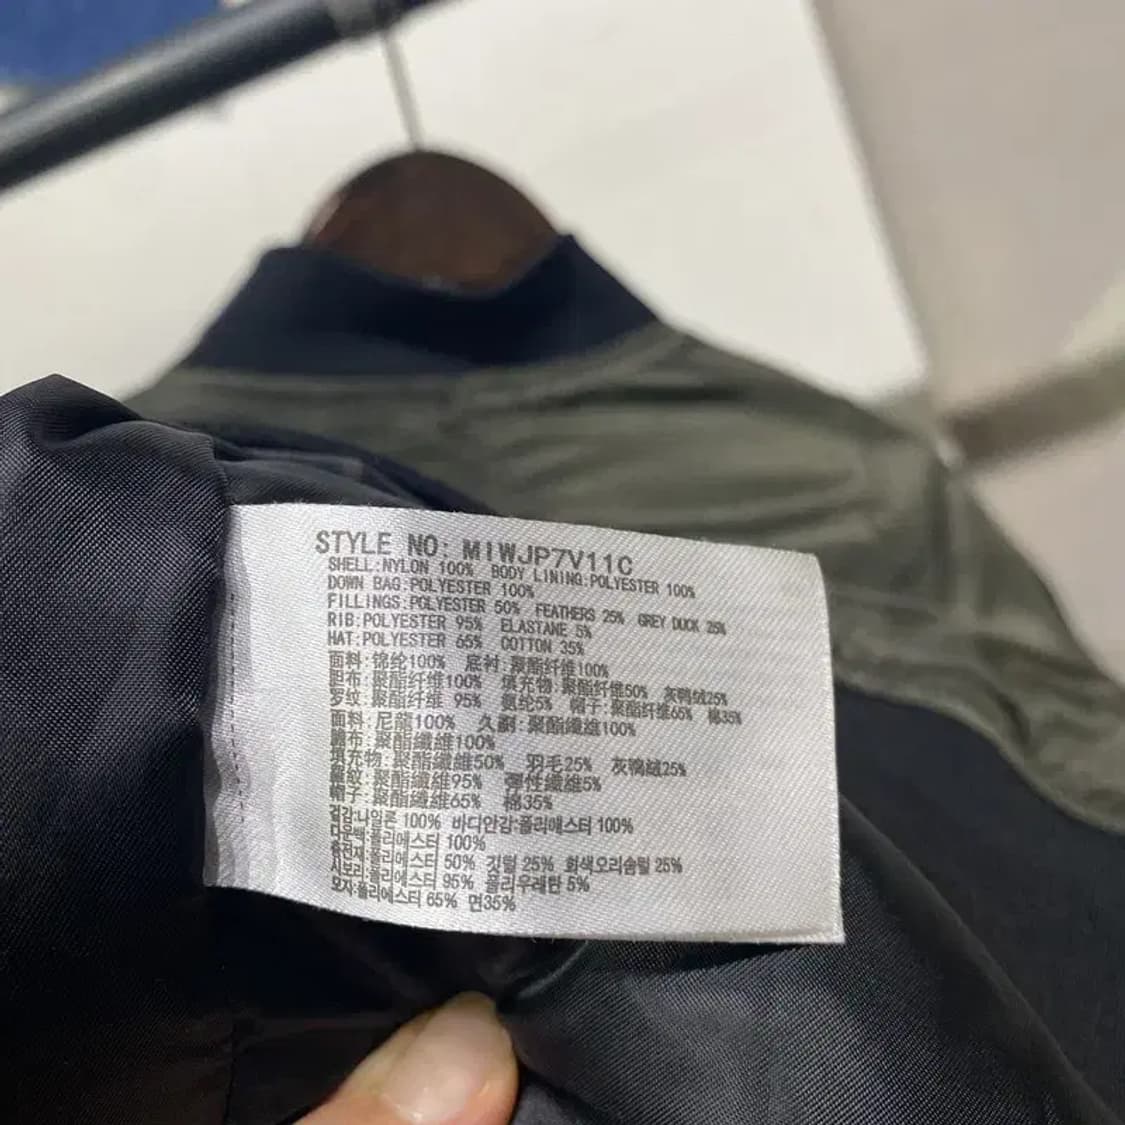 STYLE NO: MIWJP7V11C
SHELL:NYLON 100% BODY LINING:POLYESTER 100%
DOWN BAG:POLYESTER 100%
FILLINGS:POLYESTER 50% FEATHERS 25% GREY DUCK 25%
RIB:POLYESTER 95% ELASTANE 5%
HAT:POLYESTER 65% COTTON 35%
面料:锦纶100% 底衬:聚酯纤维100%
胆布:聚酯纤维100% 填充物:聚酯纤维50% 灰鸭绒25%
罗纹:聚酯纤维 95% 氨纶5% 帽子:聚酯纤维65% 棉35%
面料:尼龍100% 聚酯纖維100%
聚酯纖維100%
填充物:聚酯纖維50% 羽毛25% 灰鴨絨25%
羅紋:聚酯纖維95% 彈性纖維5%
帽子:聚酯纖維65% 棉35%
겉감:나일론 100% 바디안감:폴리에스터 100%
다운백:폴리에스터 100%
충전재:폴리에스터 50% 깃털 25% 회색오리솜털 25%
시보리:폴리에스터 95% 폴리우레탄 5%
모자:폴리에스터 65% 면35%